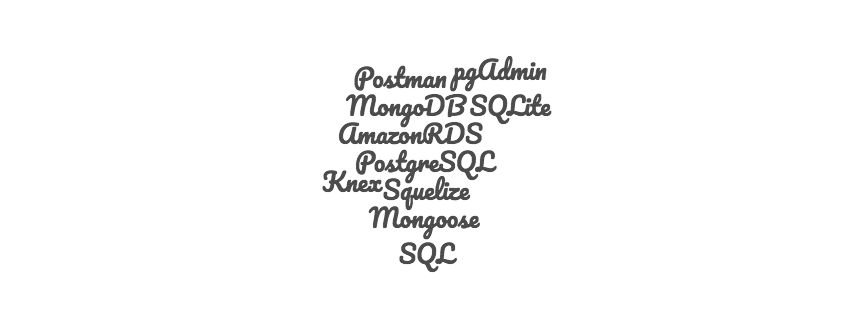 Postman pgAdmin
MongoDB SQLite
AmazonRDS
PostgreSQL
Knex Squelize
Mongoose
SQL